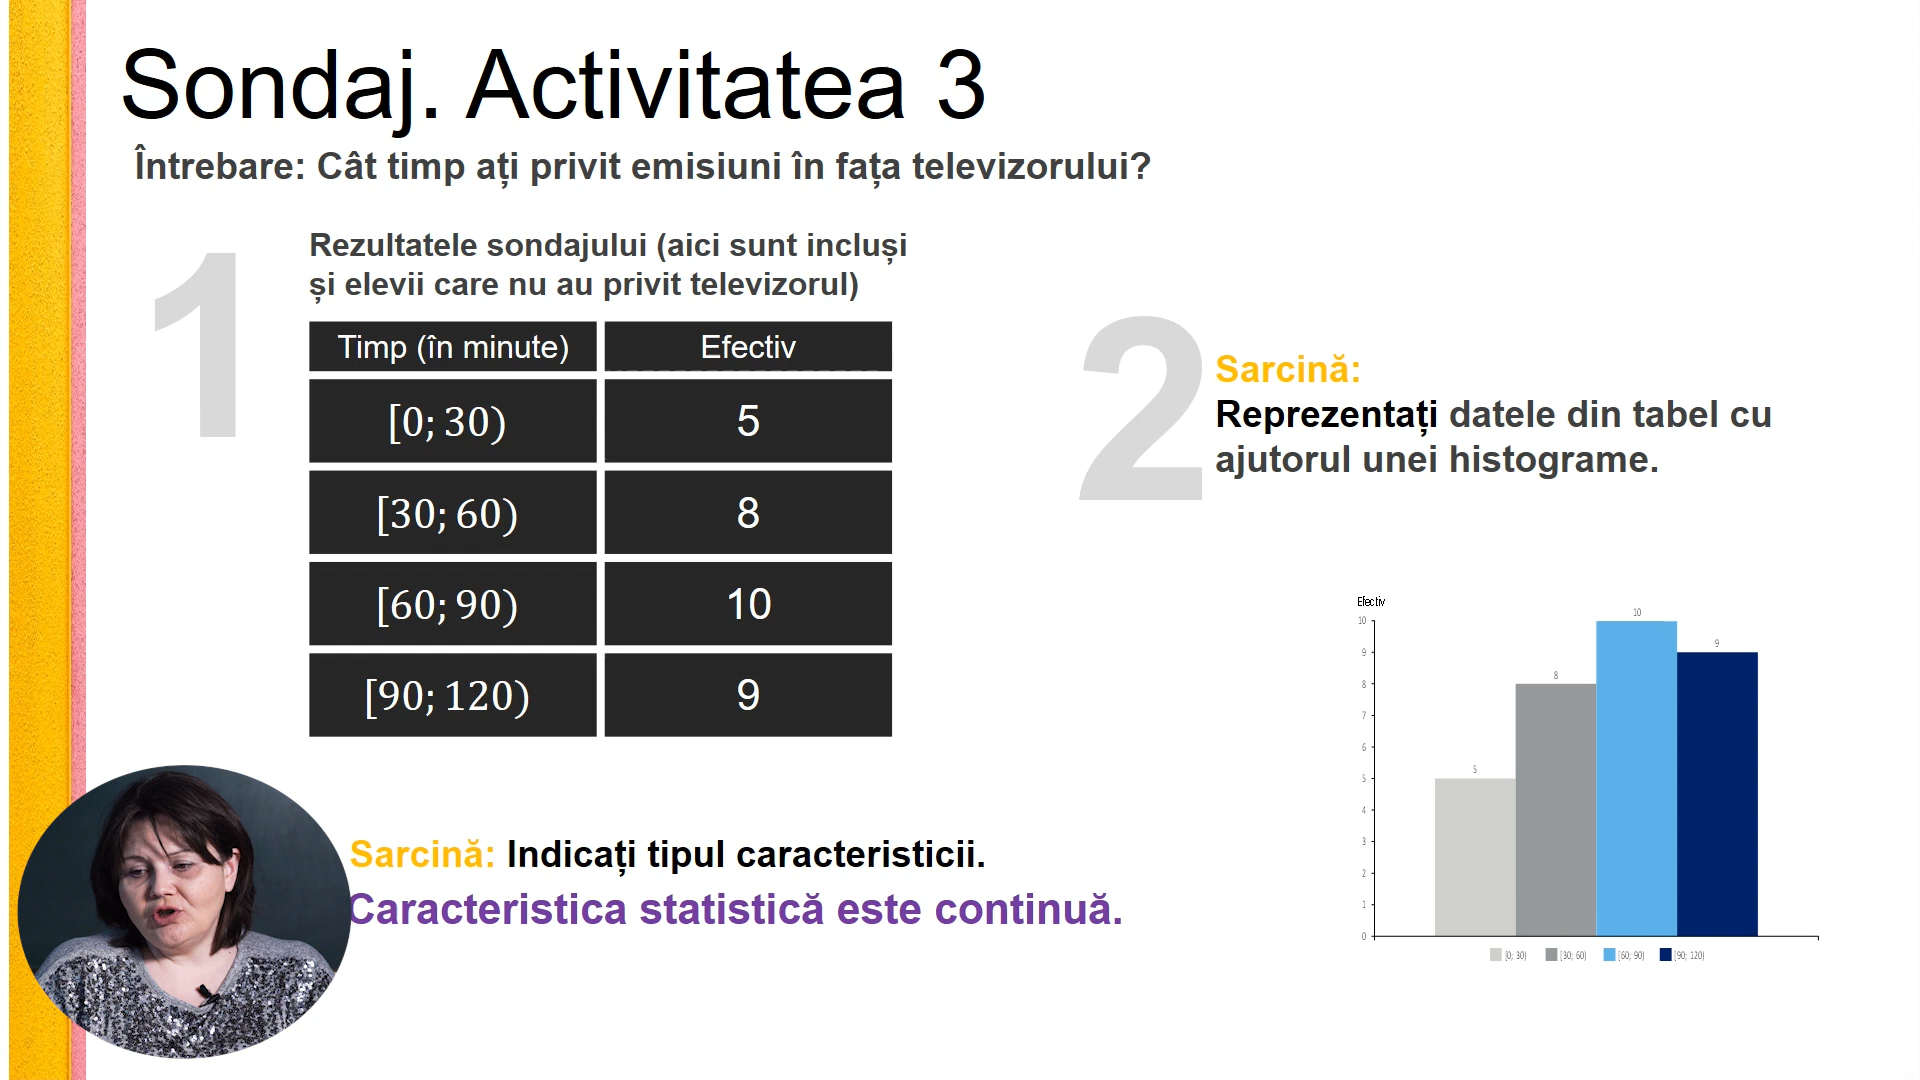 Sondaj. Activitatea 3
Întrebare: Cât timp ați privit emisiuni în fața televizorului?
1
Rezultatele sondajului (aici sunt incluși
și elevii care nu au privit televizorul)
Timp (în minute) Efectiv
[0; 30) 5
[30; 60) 8
[60; 90) 10
[90; 120) 9
Sarcină: Indicați tipul caracteristicii.
Caracteristica statistică este continuă.
2
Sarcină:
Reprezentați datele din tabel cu
ajutorul unei histograme.
Efectiv
10
9
8
7
6
5
4
3
2
1
0
5
8
10
9
[0; 30) [30; 60) [60; 90) [90; 120)